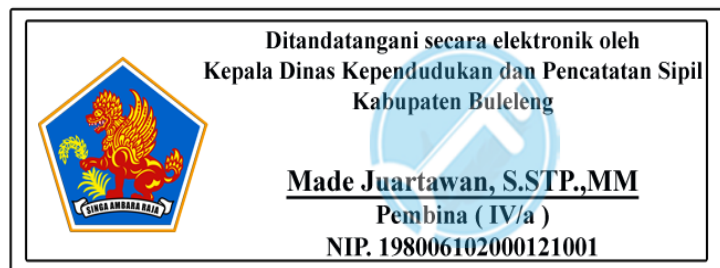 Ditandatangani secara elektronik oleh
Kepala Dinas Kependudukan dan Pencatatan Sipil
Kabupaten Buleleng
SINGA AMBARA RAJA
Made Juartawan, S.STP.,MM
Pembina ( IV/a )
NIP. 198006102000121001